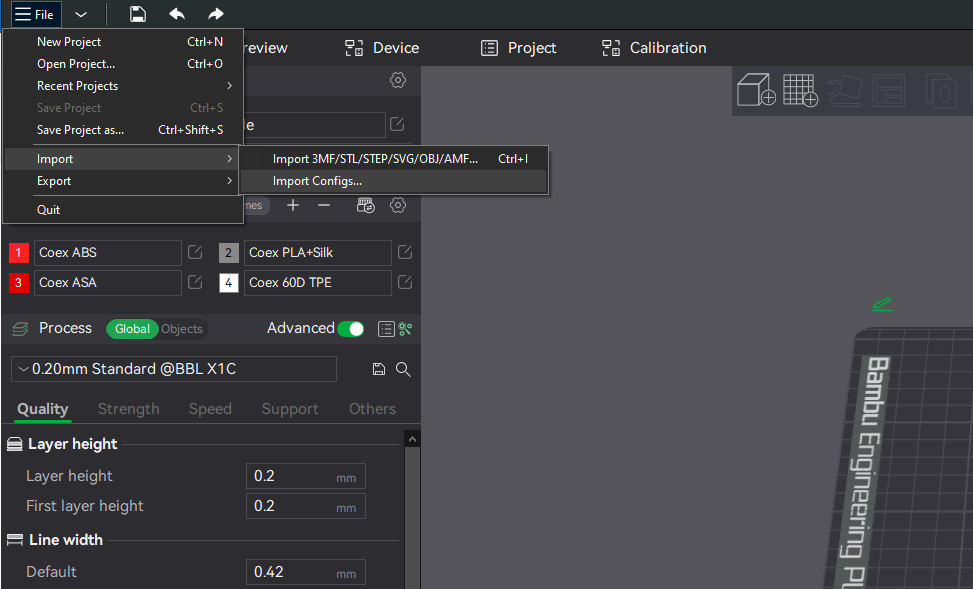 File
New Project Ctrl+N
Open Project... Ctrl+O
Recent Projects
Save Project Ctrl+S
Save Project as... Ctrl+Shift+S
Import
Export
Quit
Import 3MF/STL/STEP/SVG/OBJ/AMF... Ctrl+I
Import Configs...
review
Device
Project
Calibration
le
mes
1 Coex ABS
2 Coex PLA+Silk
3 Coex ASA
4 Coex 60D TPE
Process Global Objects Advanced
0.20mm Standard @BBL X1C
Quality Strength Speed Support Others
Layer height
Layer height 0.2 mm
First layer height 0.2 mm
Line width
Default 0.42 mm
Bambu Engineering Pl